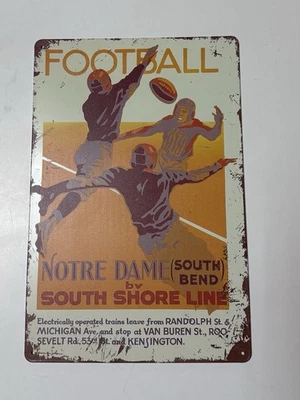 FOOTBALL
NOTRE DAME (SOUTH BEND)
by
SOUTH SHORE LINE
Electrically operated trains leave from RANDOLPH St. &
MICHIGAN Ave. and stop at VAN BUREN St., ROO-
SEVELT Rd., 53rd St. and KENSINGTON.